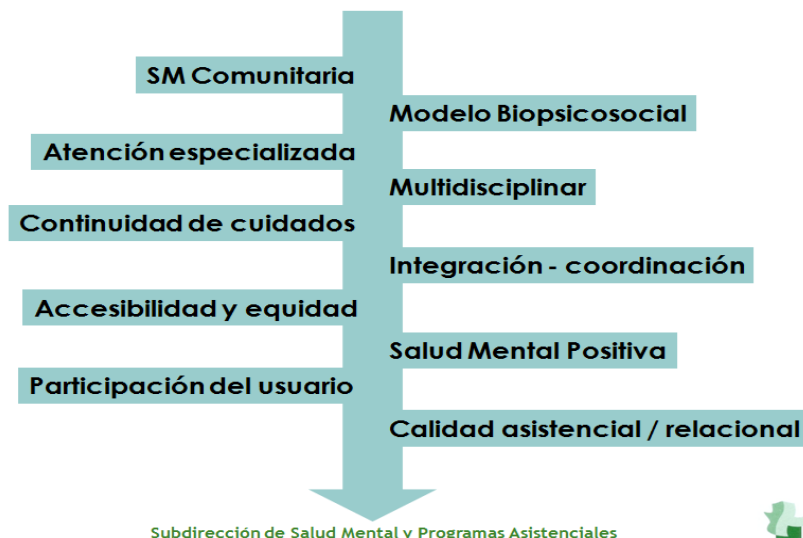 SM Comunitaria
Modelo Biopsicosocial
Atención especializada
Multidisciplinar
Continuidad de cuidados
Integración - coordinación
Accesibilidad y equidad
Salud Mental Positiva
Participación del usuario
Calidad asistencial / relacional
Subdirección de Salud Mental y Programas Asistenciales